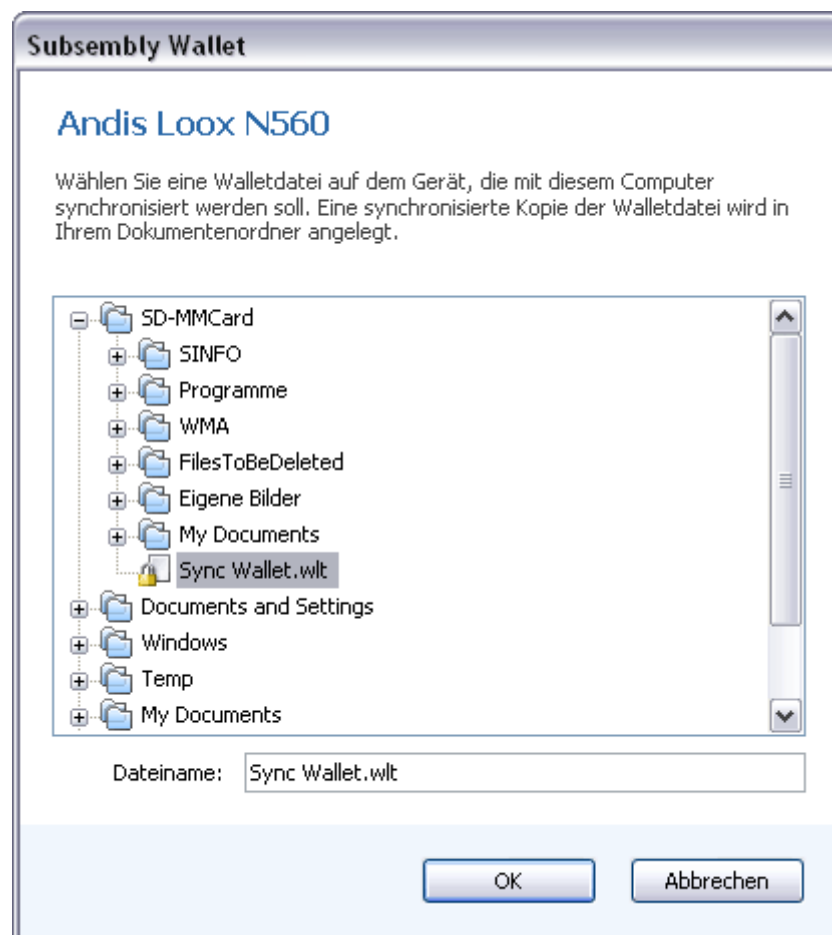 Subsembly Wallet
Andis Loox N560
Wählen Sie eine Walletdatei auf dem Gerät, die mit diesem Computer
synchronisiert werden soll. Eine synchronisierte Kopie der Walletdatei wird in
Ihrem Dokumentenordner angelegt.
SD-MMCard
SINFO
Programme
WMA
FilesToBeDeleted
Eigene Bilder
My Documents
Sync Wallet.wlt
Documents and Settings
Windows
Temp
My Documents
Dateiname: Sync Wallet.wlt
OK Abbrechen